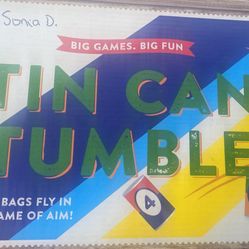 Sonia D.
BIG GAMES. BIG FUN
TIN CAN
TUMBLE
BAGS FLY IN
AME OF AIM!
4